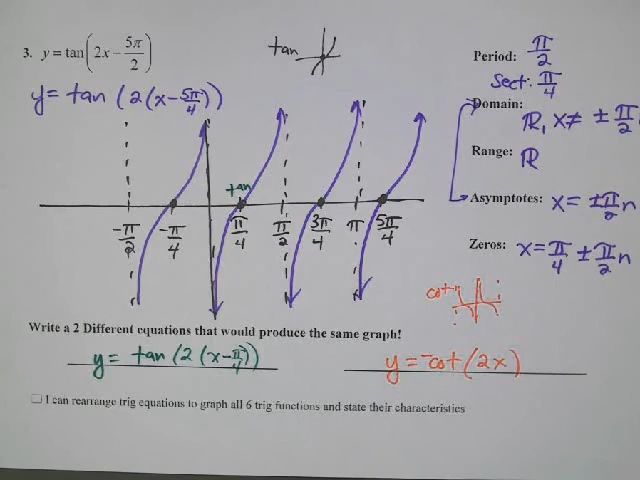 3. y = tan(2x − 5π/2)
tan
y = tan (2(x − 5π/4))
Period: π/2
Sect: π/4
Domain:
ℝ, x ≠ ± π/2
Range: ℝ
Asymptotes: x = ±π/2 n
Zeros: x = π/4 ± π/2 n
tan
-π/2 -π/4 π/4 π/2 3π/4 π 5π/4
cot
Write a 2 Different equations that would produce the same graph!
y = tan (2 (x − π/4)) y = -cot (2x)
☐ I can rearrange trig equations to graph all 6 trig functions and state their characteristics